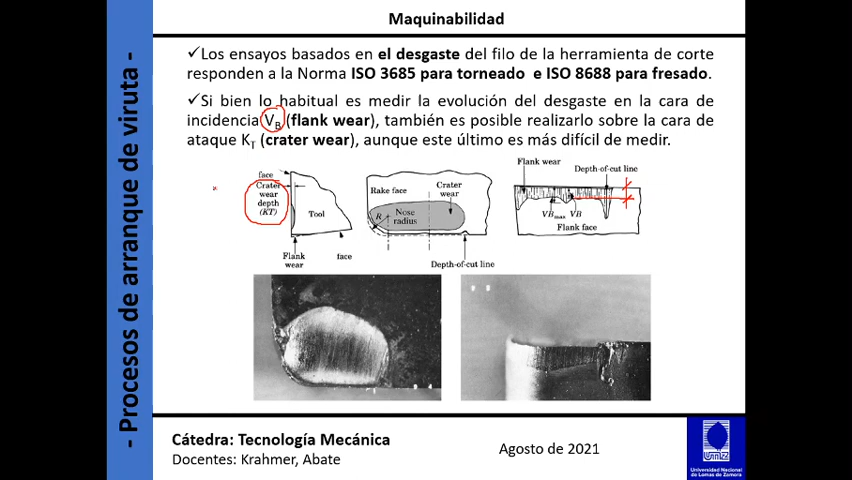 Maquinabilidad
- Procesos de arranque de viruta -
✓Los ensayos basados en el desgaste del filo de la herramienta de corte
responden a la Norma ISO 3685 para torneado e ISO 8688 para fresado.
✓Si bien lo habitual es medir la evolución del desgaste en la cara de
incidencia VB (flank wear), también es posible realizarlo sobre la cara de
ataque KT (crater wear), aunque este último es más difícil de medir.
face
Crater
wear
depth
(KT)
Tool
Flank
wear
face
Rake face
Crater
wear
R
Nose
radius
Depth-of-cut line
Flank wear
Depth-of-cut line
VBmax
VB
Flank face
Cátedra: Tecnología Mecánica
Docentes: Krahmer, Abate
Agosto de 2021
Universidad Nacional
de Lomas de Zamora